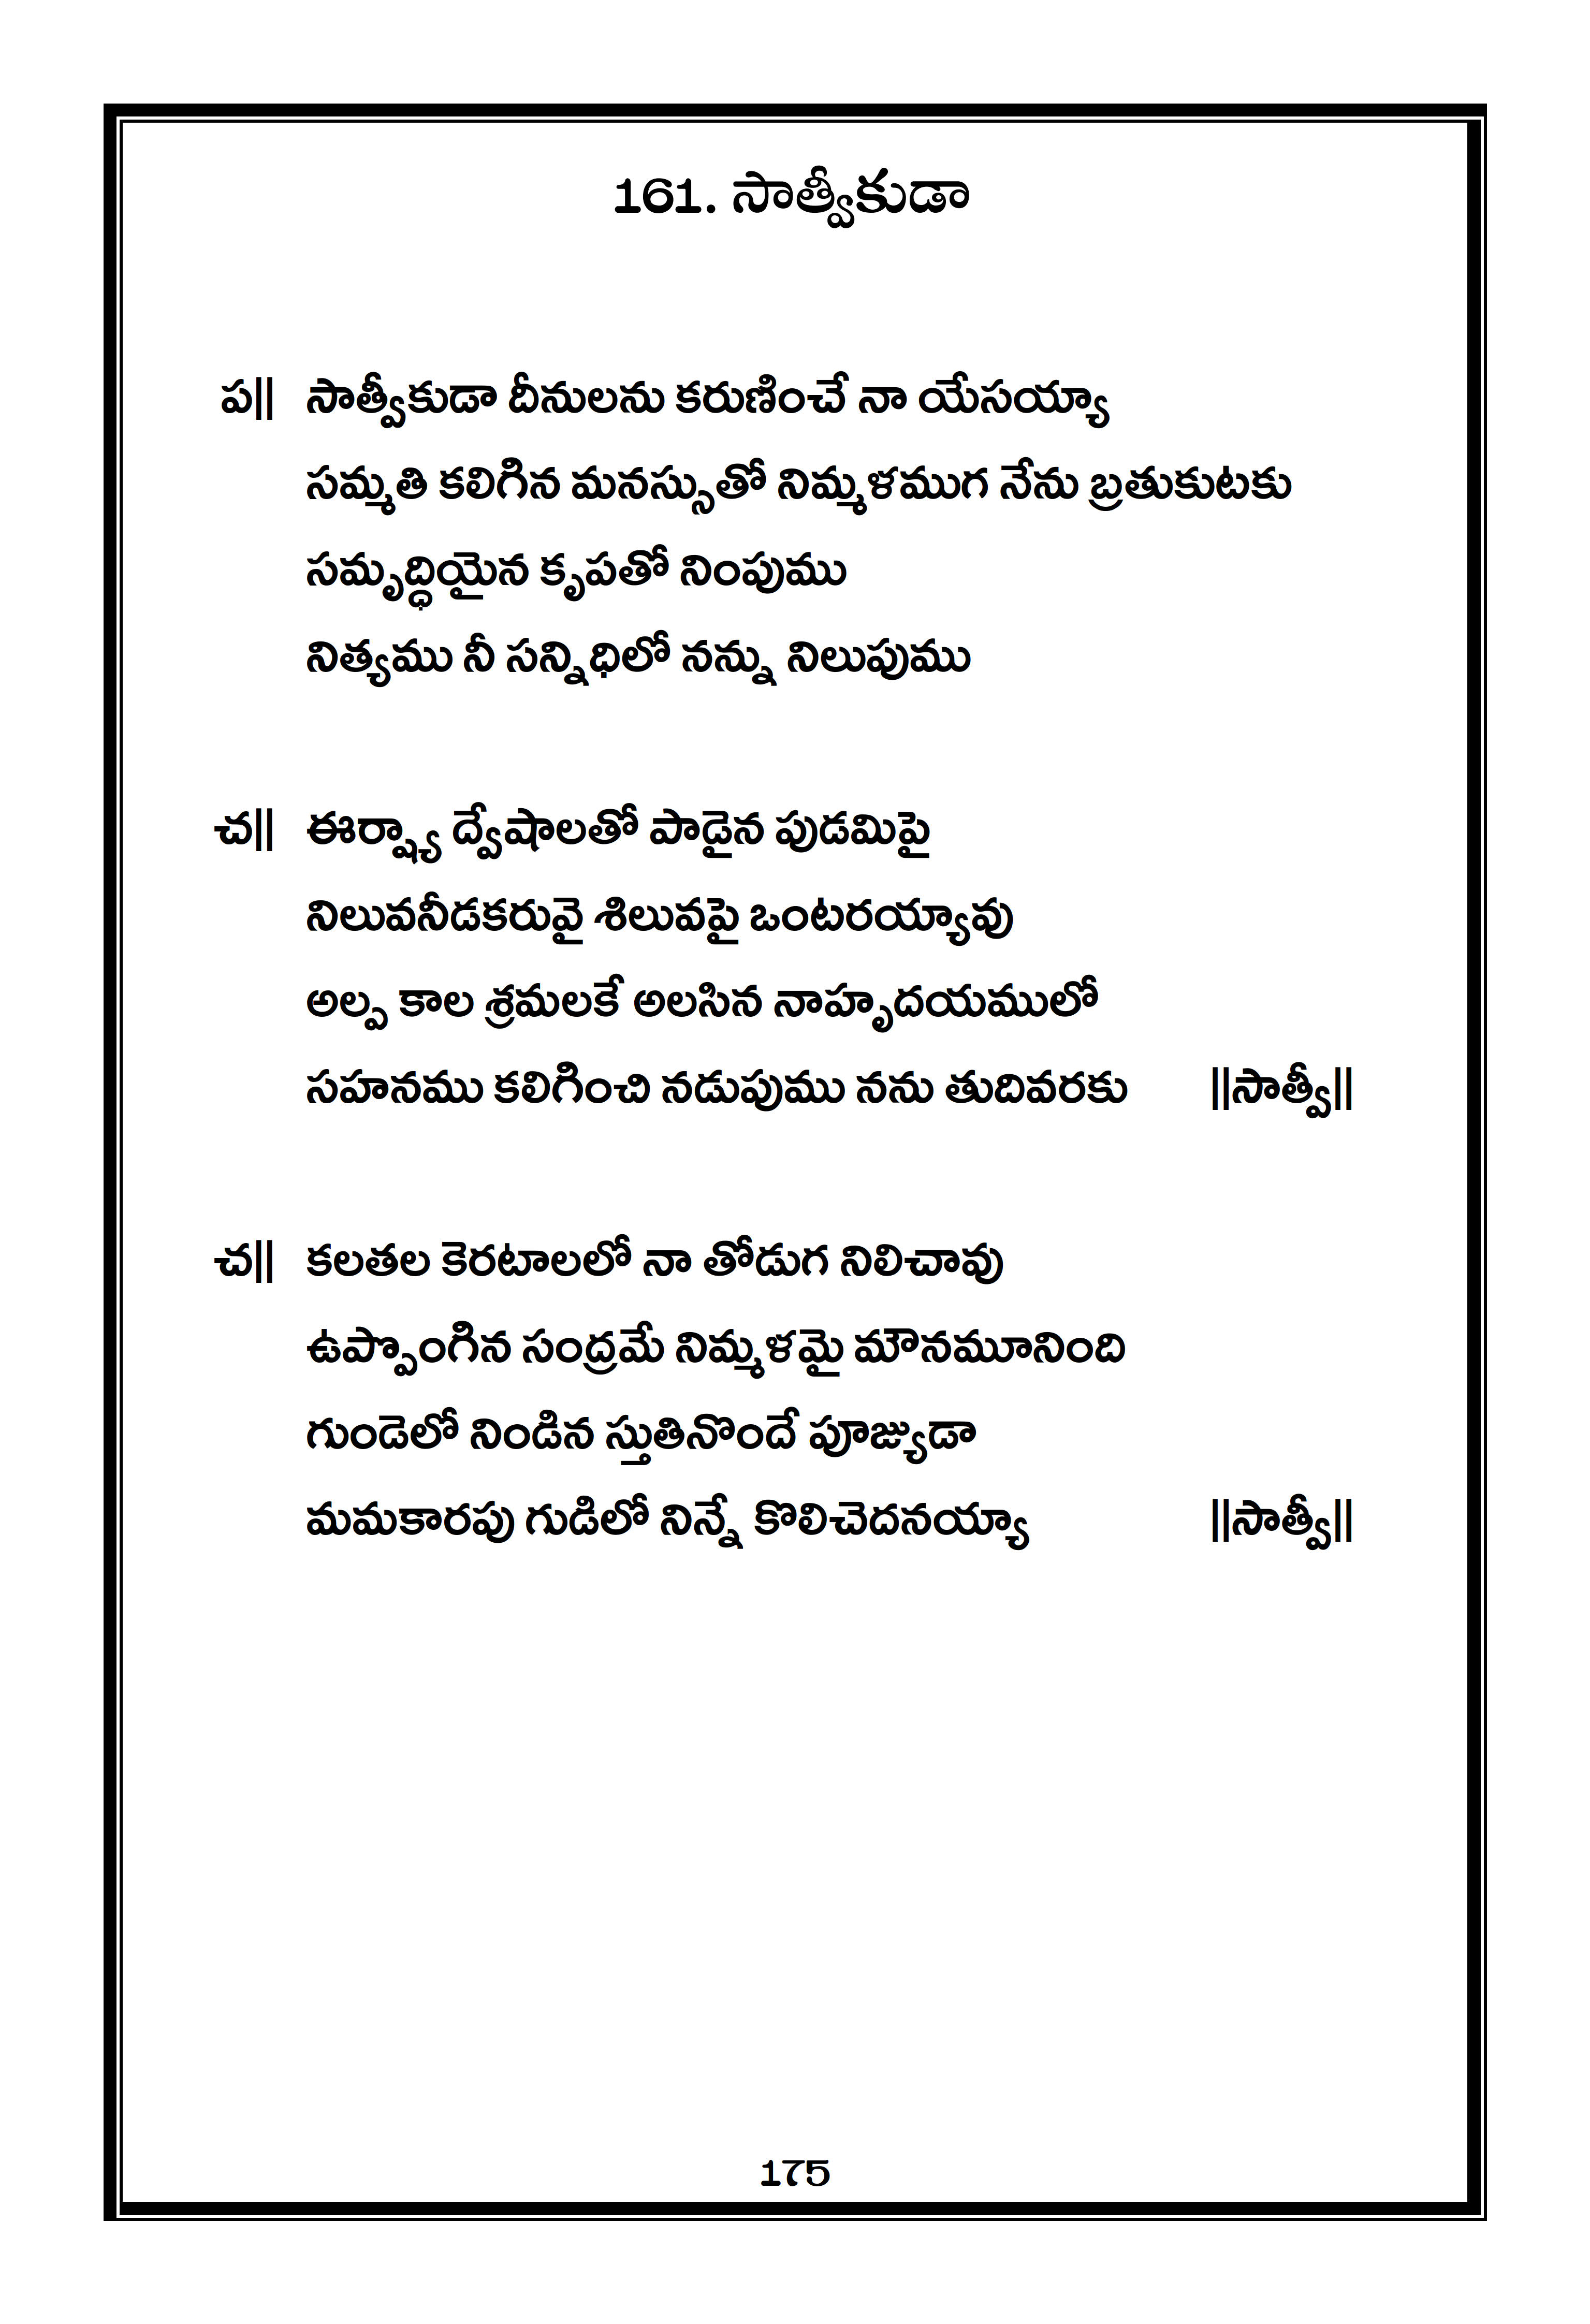 161. సాత్వీకుడా
ప॥ సాత్వీకుడా దీనులను కరుణించే నా యేసయ్యా
సమ్మతి కలిగిన మనస్సుతో నిమ్మళముగ నేను బ్రతుకుటకు
సమృద్ధియైన కృపతో నింపుము
నిత్యము నీ సన్నిధిలో నన్ను నిలుపుము
చ॥ ఈర్ష్యా ద్వేషాలతో పాడైన పుడమిపై
నిలువనీడకరువై శిలువపై ఒంటరయ్యావు
అల్ప కాల శ్రమలకే అలసిన నాహృదయములో
సహనము కలిగించి నడుపుము నను తుదివరకు ॥సాత్వీ॥
చ॥ కలతల కెరటాలలో నా తోడుగ నిలిచావు
ఉప్పొంగిన సంద్రమే నిమ్మళమై మౌనమూనింది
గుండెలో నిండిన స్తుతినొందే పూజ్యుడా
మమకారపు గుడిలో నిన్నే కొలిచెదనయ్యా ॥సాత్వీ॥
175